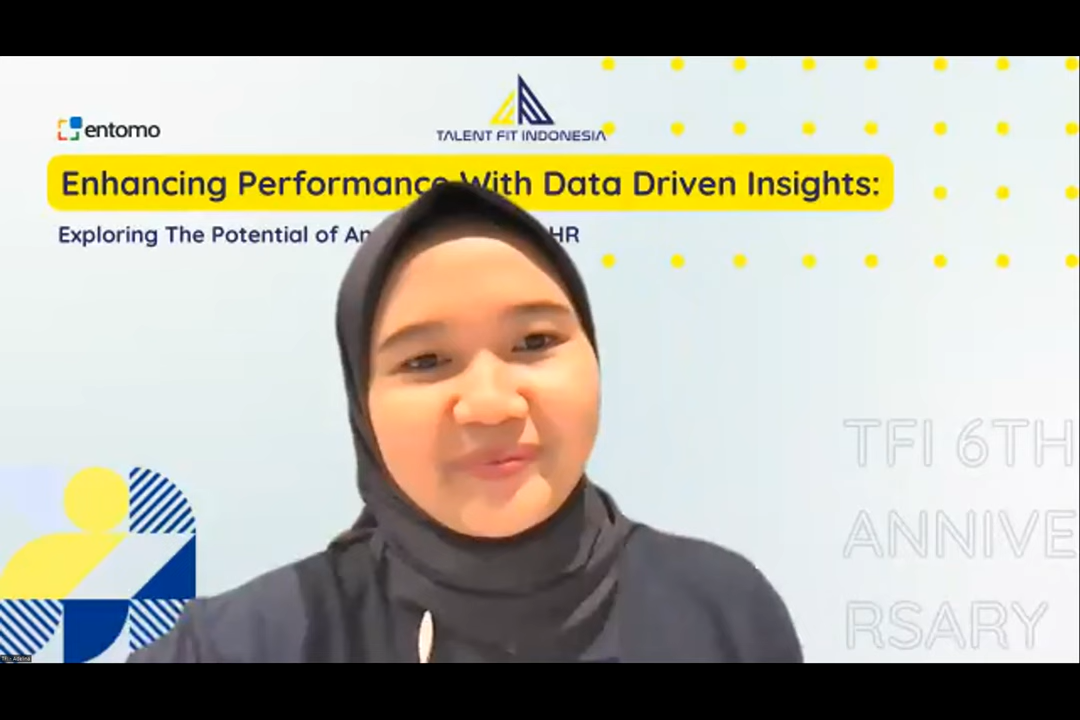 entomo
TALENT FIT INDONESIA
Enhancing Performance With Data Driven Insights:
Exploring The Potential of An HR
TFI 6TH
ANNIVE
RSARY